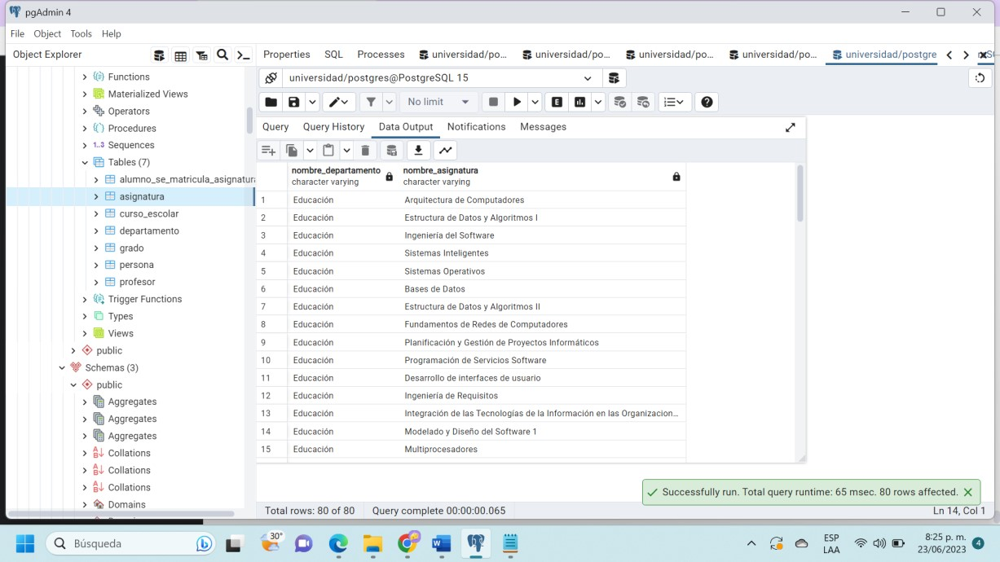 pgAdmin 4
File Object Tools Help
Object Explorer
Properties SQL Processes universidad/po... universidad/po... universidad/po... universidad/po... universidad/postgre
universidad/postgres@PostgreSQL 15
No limit
E
Query Query History Data Output Notifications Messages
Functions
Materialized Views
Operators
Procedures
1..3 Sequences
Tables (7)
alumno_se_matricula_asignatura
asignatura
curso_escolar
departamento
grado
persona
profesor
Trigger Functions
Types
Views
public
Schemas (3)
public
Aggregates
Aggregates
Aggregates
Collations
Collations
Collations
Domains
nombre_departamento nombre_asignatura
character varying character varying
1 Educación Arquitectura de Computadores
2 Educación Estructura de Datos y Algoritmos I
3 Educación Ingeniería del Software
4 Educación Sistemas Inteligentes
5 Educación Sistemas Operativos
6 Educación Bases de Datos
7 Educación Estructura de Datos y Algoritmos II
8 Educación Fundamentos de Redes de Computadores
9 Educación Planificación y Gestión de Proyectos Informáticos
10 Educación Programación de Servicios Software
11 Educación Desarrollo de interfaces de usuario
12 Educación Ingeniería de Requisitos
13 Educación Integración de las Tecnologías de la Información en las Organizacion...
14 Educación Modelado y Diseño del Software 1
15 Educación Multiprocesadores
Successfully run. Total query runtime: 65 msec. 80 rows affected.
Total rows: 80 of 80 Query complete 00:00:00.065 Ln 14, Col 1
Búsqueda
30°
ESP
LAA
8:25 p. m.
23/06/2023
4